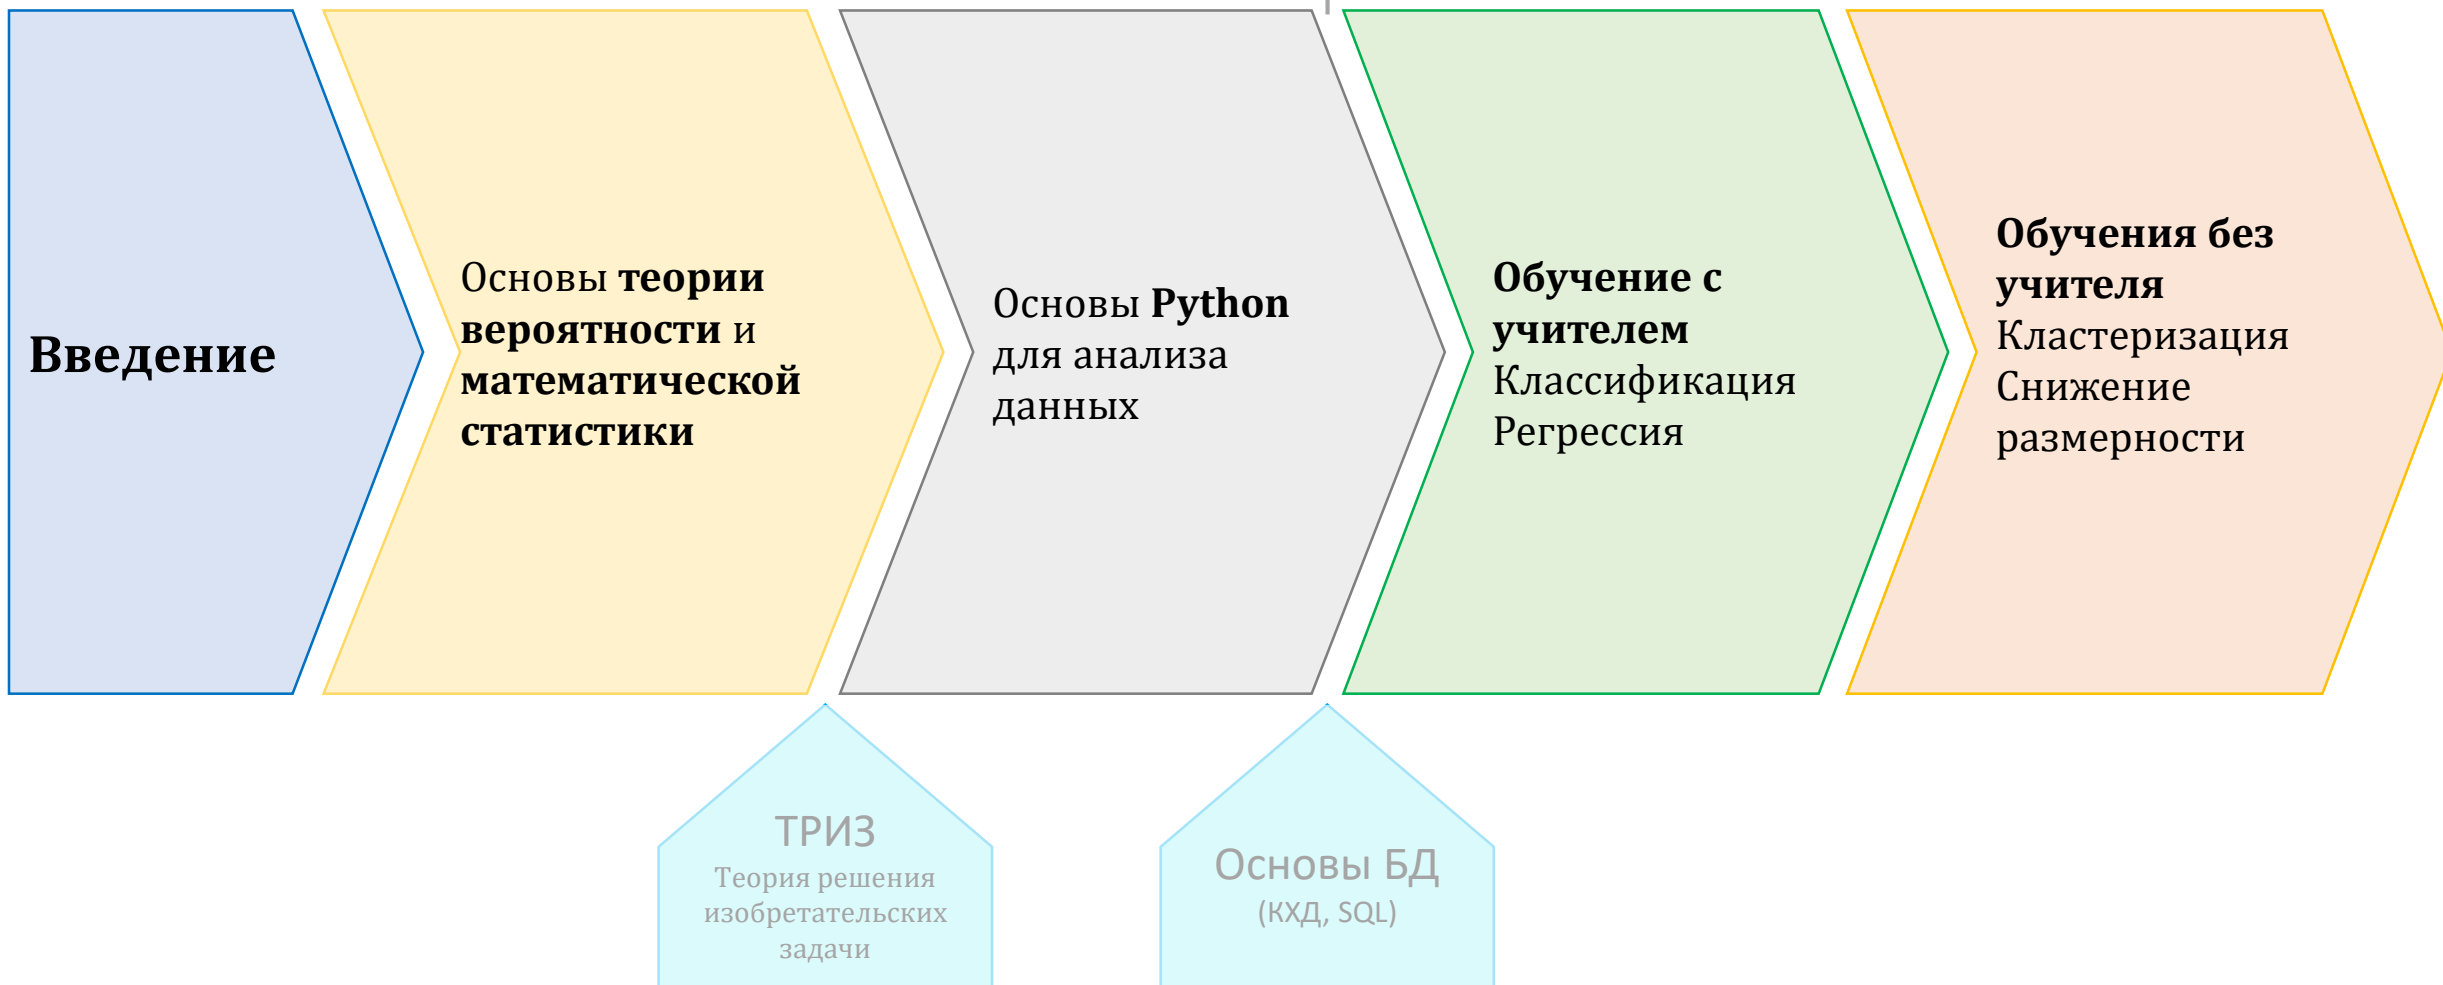 Введение
Основы теории
вероятности и
математической
статистики
Основы Python
для анализа
данных
Обучение с
учителем
Классификация
Регрессия
Обучения без
учителя
Кластеризация
Снижение
размерности
ТРИЗ
Теория решения
изобретательских
задачи
Основы БД
(КХД, SQL)